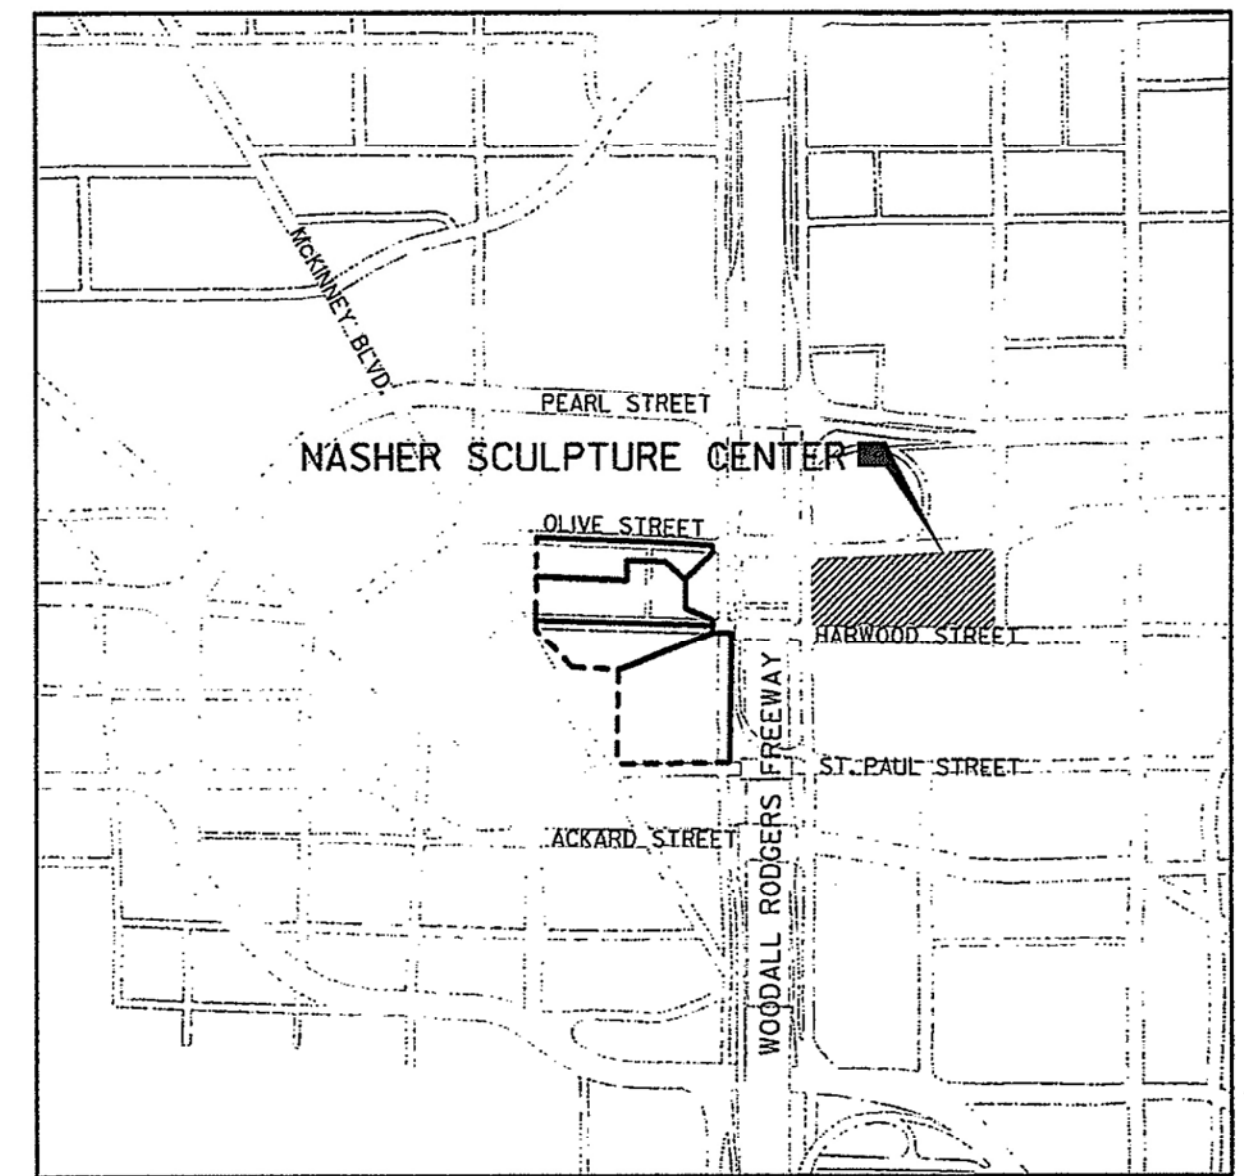 McKINNEY BLVD.
PEARL STREET
NASHER SCULPTURE CENTER
OLIVE STREET
HARWOOD STREET
WOODALL RODGERS FREEWAY
ST. PAUL STREET
ACKARD STREET